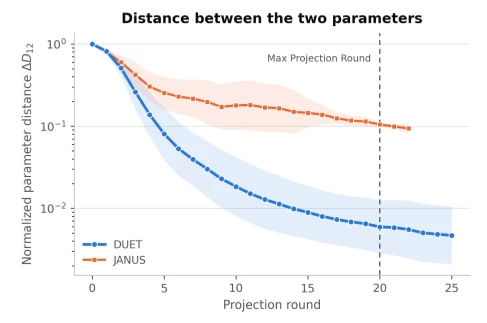 Distance between the two parameters
Normalized parameter distance ΔD₁₂
10⁰
10⁻¹
10⁻²
Max Projection Round
DUET
JANUS
0 5 10 15 20 25
Projection round